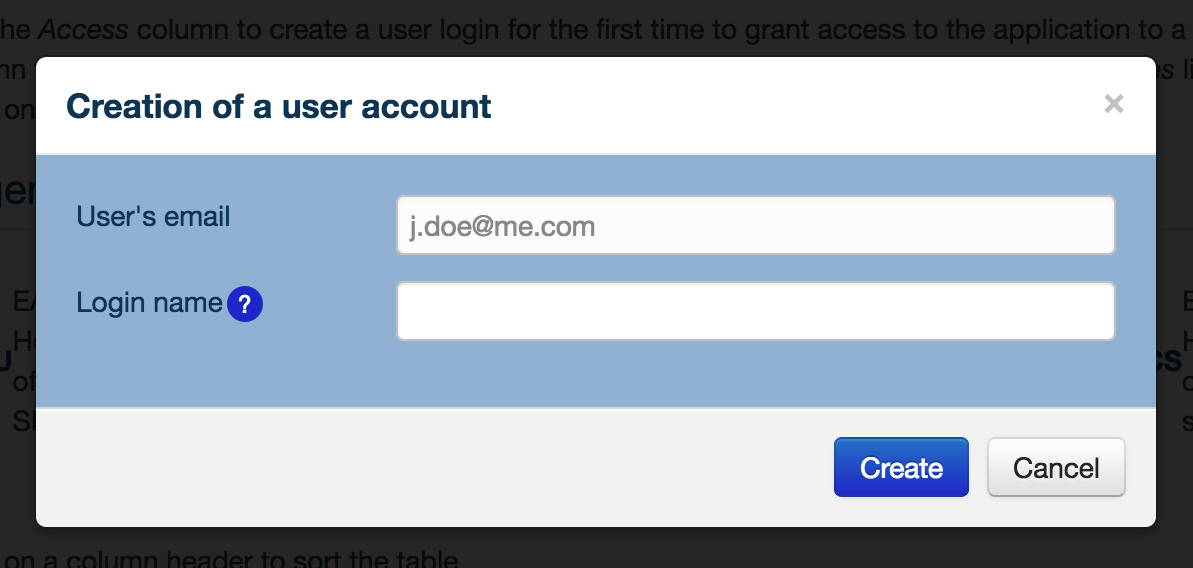 he Access column to create a user login for the first time to grant access to the application to a
on
Creation of a user account
×
User's email
j.doe@me.com
Login name ?
of
Create
Cancel
on a column header to sort the table